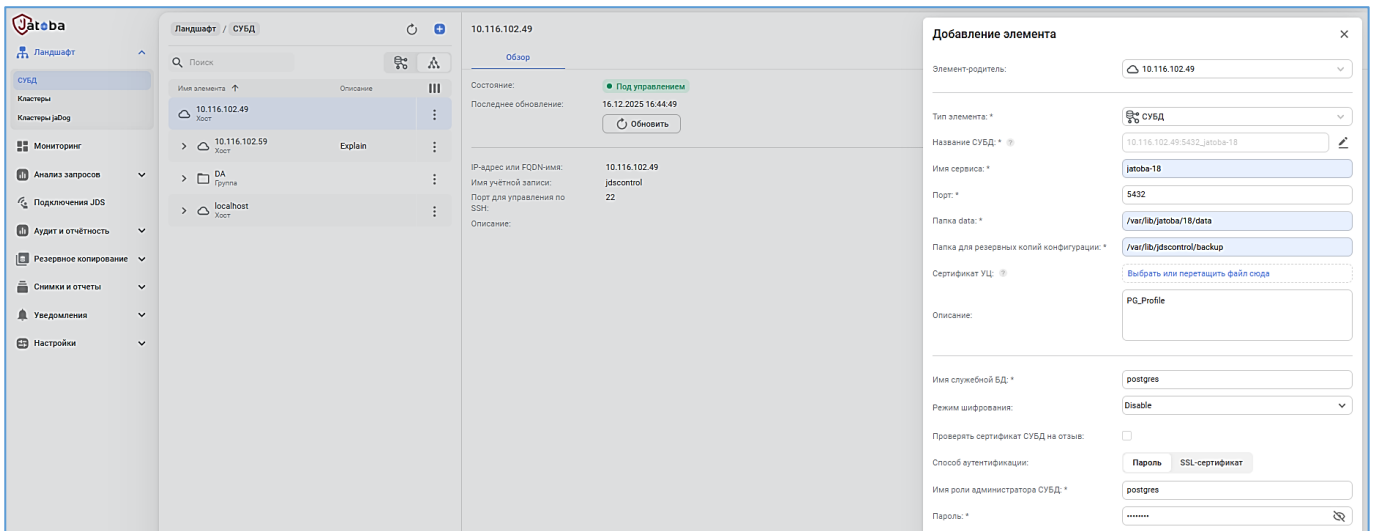 Jatoba
Ландшафт
СУБД
Кластеры
Кластеры jaDog
Мониторинг
Анализ запросов
Подключения JDS
Аудит и отчётность
Резервное копирование
Снимки и отчеты
Уведомления
Настройки
Ландшафт / СУБД
Поиск
Имя элемента Описание
10.116.102.49
Хост
10.116.102.59 Explain
Хост
DA
Группа
localhost
Хост
10.116.102.49
Обзор
Состояние: Под управлением
Последнее обновление: 16.12.2025 16:44:49
Обновить
IP-адрес или FQDN-имя: 10.116.102.49
Имя учётной записи: jdscontrol
Порт для управления по 22
SSH:
Описание:
Добавление элемента
Элемент-родитель: 10.116.102.49
Тип элемента: * СУБД
Название СУБД: * 10.116.102.49:5432_jatoba-18
Имя сервиса: * jatoba-18
Порт: * 5432
Папка data: * /var/lib/jatoba/18/data
Папка для резервных копий конфигурации: * /var/lib/jdscontrol/backup
Сертификат УЦ: Выбрать или перетащить файл сюда
Описание: PG_Profile
Имя служебной БД: * postgres
Режим шифрования: Disable
Проверять сертификат СУБД на отзыв:
Способ аутентификации: Пароль SSL-сертификат
Имя роли администратора СУБД: * postgres
Пароль: * ········